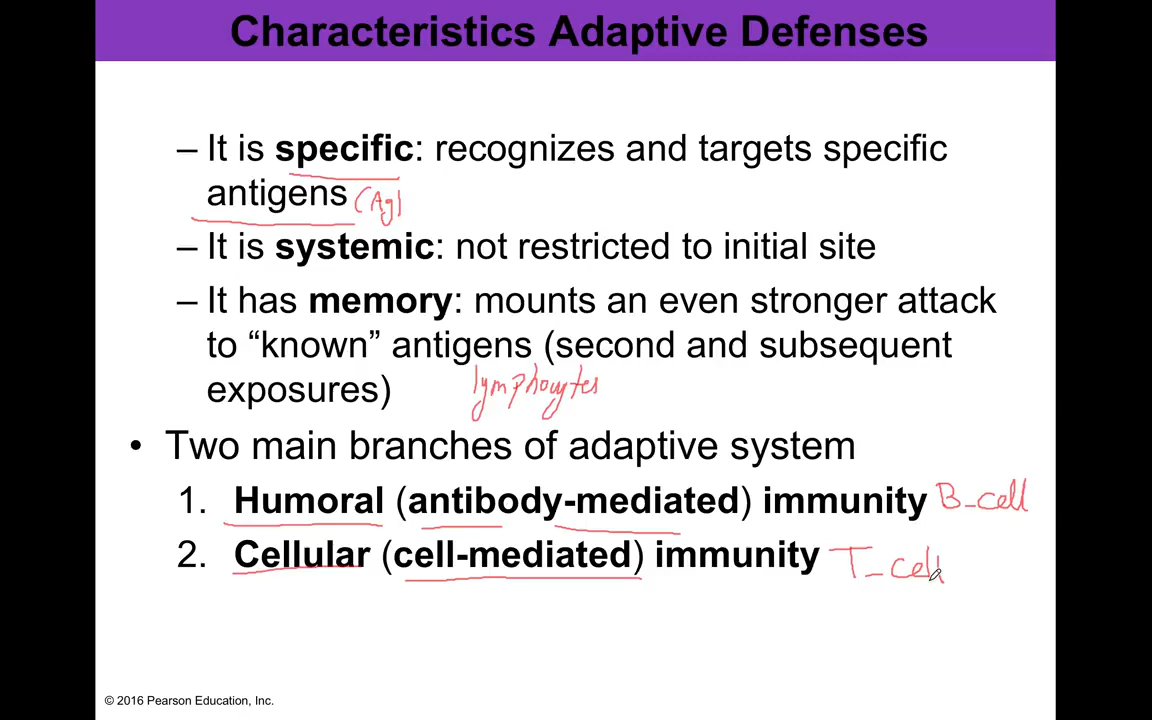 Characteristics Adaptive Defenses
– It is specific: recognizes and targets specific
antigens (Ag)
– It is systemic: not restricted to initial site
– It has memory: mounts an even stronger attack
to “known” antigens (second and subsequent
exposures) lymphocytes
• Two main branches of adaptive system
1. Humoral (antibody-mediated) immunity B-cell
2. Cellular (cell-mediated) immunity T-cell
© 2016 Pearson Education, Inc.